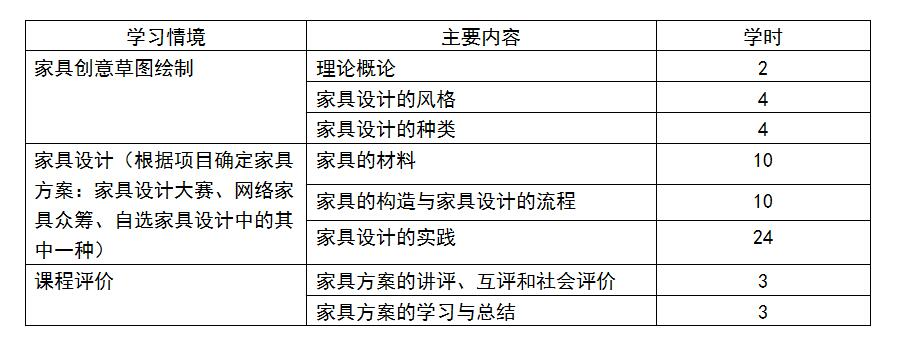 学习情境 主要内容 学时
家具创意草图绘制 理论概论 2
家具设计的风格 4
家具设计的种类 4
家具设计（根据项目确定家具 家具的材料 10
方案：家具设计大赛、网络家
具众筹、自选家具设计中的其 家具的构造与家具设计的流程 10
中一种） 家具设计的实践 24
课程评价 家具方案的讲评、互评和社会评价 3
家具方案的学习与总结 3